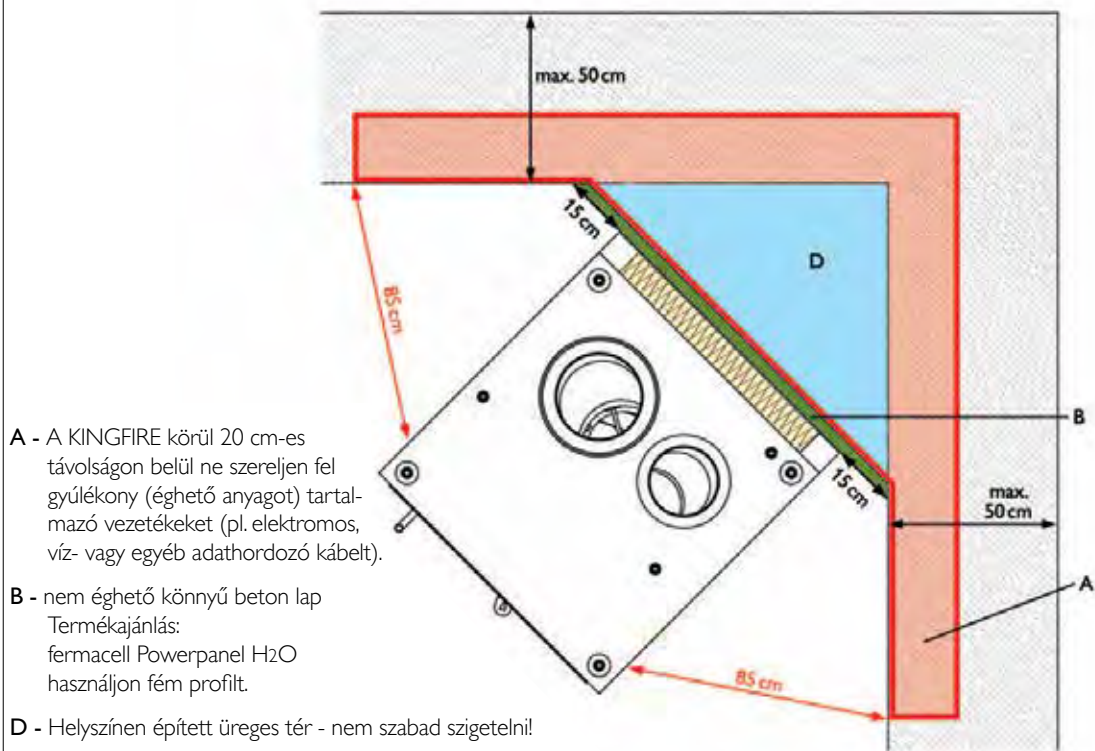 max. 50 cm
15 cm
D
85 cm
B
15 cm
max.
50 cm
A
85 cm
A - A KINGFIRE körül 20 cm-es
távolságon belül ne szereljen fel
gyúlékony (éghető anyagot) tartal-
mazó vezetékeket (pl. elektromos,
víz- vagy egyéb adathordozó kábelt).
B - nem éghető könnyű beton lap
Termékajánlás:
fermacell Powerpanel H2O
használjon fém profilt.
D - Helyszínen épített üreges tér - nem szabad szigetelni!